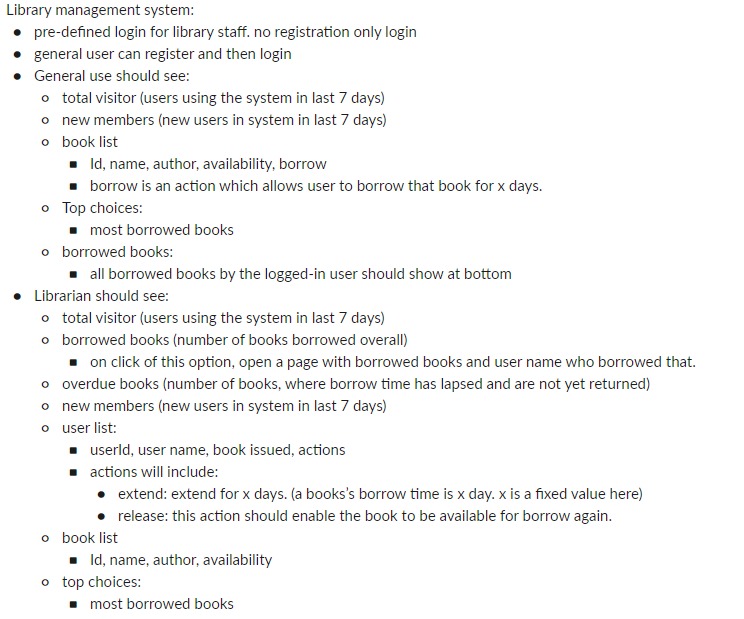 Library management system:
● pre-defined login for library staff. no registration only login
● general user can register and then login
● General use should see:
o total visitor (users using the system in last 7 days)
o new members (new users in system in last 7 days)
o book list
■ Id, name, author, availability, borrow
■ borrow is an action which allows user to borrow that book for x days.
o Top choices:
■ most borrowed books
o borrowed books:
■ all borrowed books by the logged-in user should show at bottom
● Librarian should see:
o total visitor (users using the system in last 7 days)
o borrowed books (number of books borrowed overall)
■ on click of this option, open a page with borrowed books and user name who borrowed that.
o overdue books (number of books, where borrow time has lapsed and are not yet returned)
o new members (new users in system in last 7 days)
o user list:
■ userId, user name, book issued, actions
■ actions will include:
● extend: extend for x days. (a books's borrow time is x day. x is a fixed value here)
● release: this action should enable the book to be available for borrow again.
o book list
■ Id, name, author, availability
o top choices:
■ most borrowed books